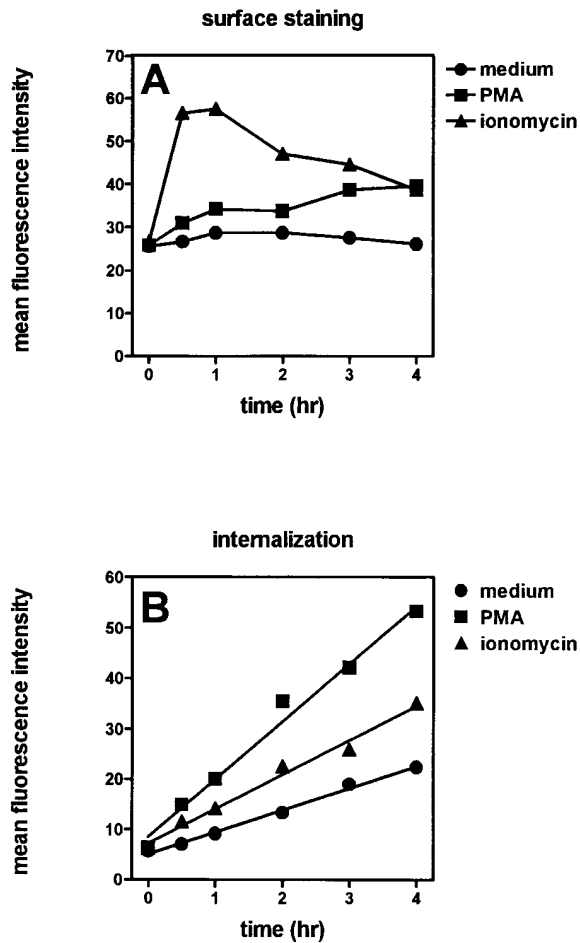 surface staining
A
mean fluorescence intensity
70
60
50
40
30
20
10
0
0 1 2 3 4
time (hr)
medium
PMA
ionomycin
internalization
B
mean fluorescence intensity
60
50
40
30
20
10
0
0 1 2 3 4
time (hr)
medium
PMA
ionomycin